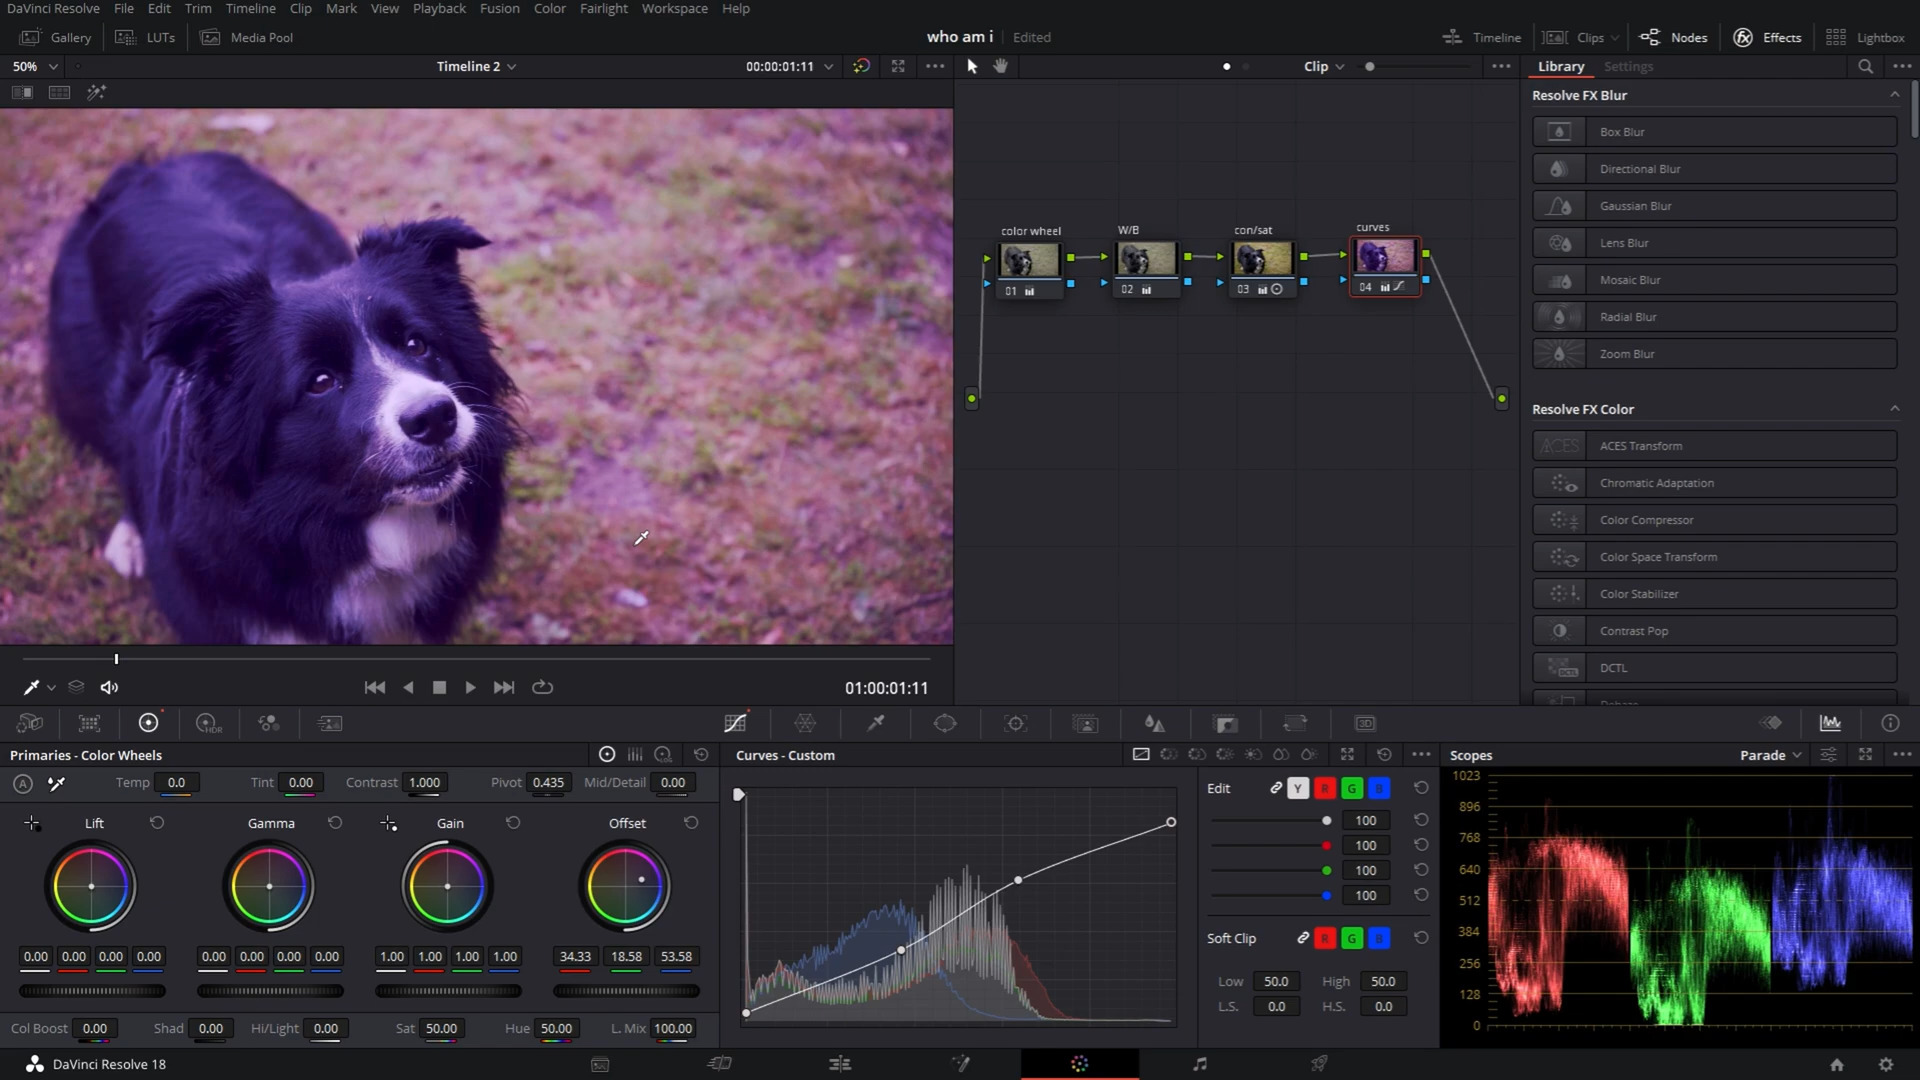 DaVinci Resolve File Edit Trim Timeline Clip Mark View Playback Fusion Color Fairlight Workspace Help
Gallery LUTs Media Pool who am i Edited Timeline Clips Nodes Effects Lightbox
50% Timeline 2 00:00:01:11 Clip Library Settings
Resolve FX Blur
Box Blur
Directional Blur
Gaussian Blur
Lens Blur
Mosaic Blur
Radial Blur
Zoom Blur
Resolve FX Color
ACES ACES Transform
Chromatic Adaptation
Color Compressor
Color Space Transform
Color Stabilizer
Contrast Pop
DCTL DCTL
color wheel W/B con/sat curves
01 02 03 04
01:00:01:11
HDR 3D
Primaries - Color Wheels
LOG
A Temp 0.0 Tint 0.00 Contrast 1.000 Pivot 0.435 Mid/Detail 0.00
Lift Gamma Gain Offset
0.00 0.00 0.00 0.00 0.00 0.00 0.00 0.00 1.00 1.00 1.00 1.00 34.33 18.58 53.58
Col Boost 0.00 Shad 0.00 Hi/Light 0.00 Sat 50.00 Hue 50.00 L. Mix 100.00
Curves - Custom
Edit Y R G B
100
100
100
100
Soft Clip R G B
Low 50.0 High 50.0
L.S. 0.0 H.S. 0.0
Scopes Parade
1023
896
768
640
512
384
256
128
0
DaVinci Resolve 18